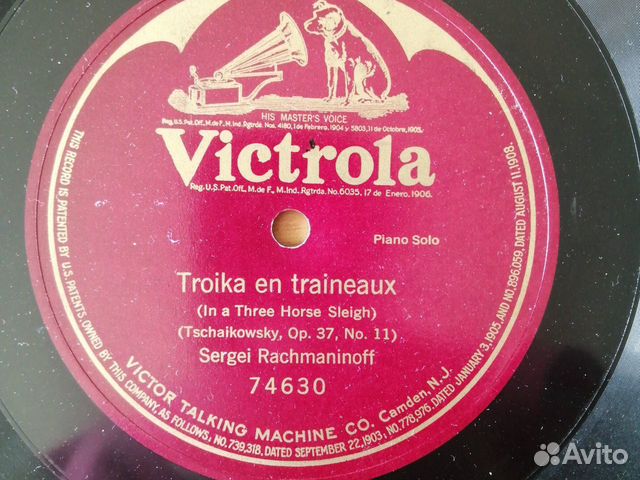 HIS MASTER'S VOICE
Reg. U.S. Pat. Off., M. de F., M. Ind. Rgtrda. Nos. 4180, 1 de Febrero, 1904 y 5803, 11 de Octubre, 1905.
Victrola
Reg. U.S. Pat. Off., M. de F., M. Ind. Rgtrda. No. 6035, 17 de Enero, 1906.
Piano Solo
Troika en traineaux
(In a Three Horse Sleigh)
(Tschaikowsky, Op. 37, No. 11)
Sergei Rachmaninoff
74630
VICTOR TALKING MACHINE CO. Camden, N.J.
THIS RECORD IS PATENTED BY U.S. PATENTS, OWNED BY THIS COMPANY, AS FOLLOWS, NO. 739,318, DATED SEPTEMBER 22, 1903, NO. 778,976, DATED JANUARY 3, 1905, AND NO. 896,059, DATED AUGUST 11, 1908.
Avito